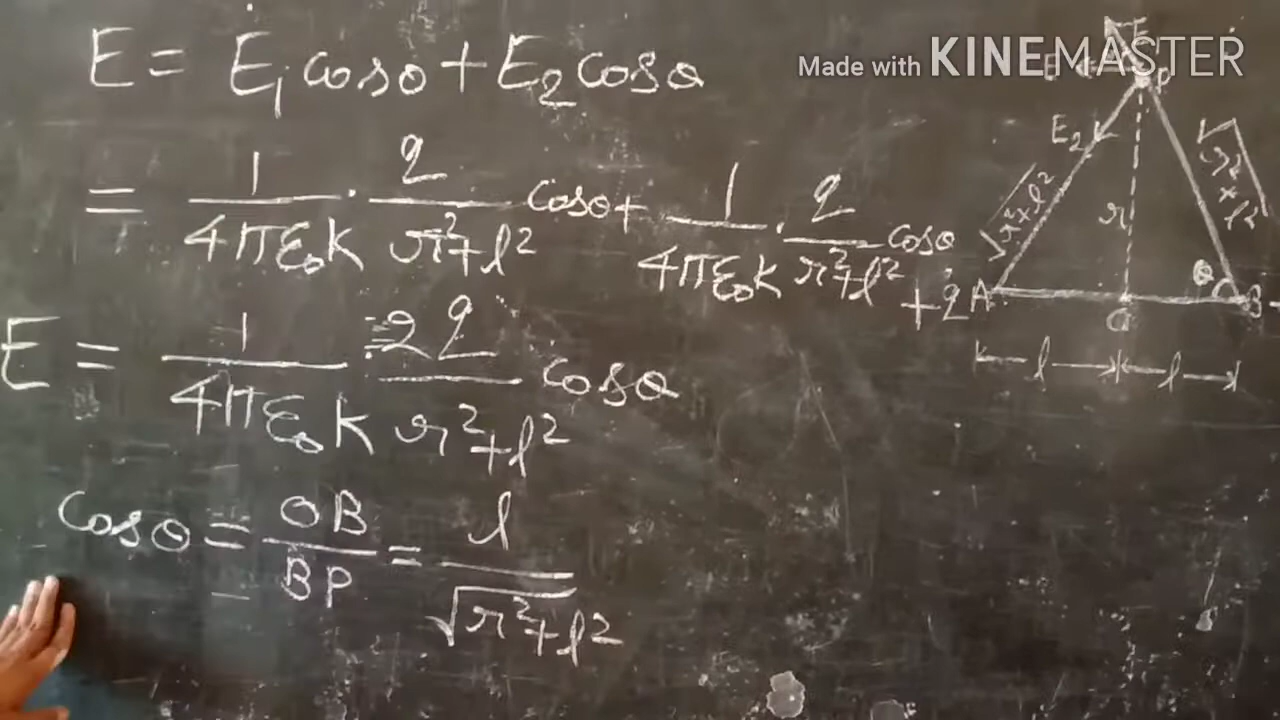 E = E₁ cosθ + E₂ cosθ
= 1/4πε₀K · q/r²+l² cosθ + 1/4πε₀K · q/r²+l² cosθ
E = 1/4πε₀K · 2q/r²+l² cosθ
Cosθ = OB/BP = l/√r²+l²
Made with KINEMASTER
E
P
E₂
√r²+l²
√r²+l²
r
θ
+q A
B
O
l
l